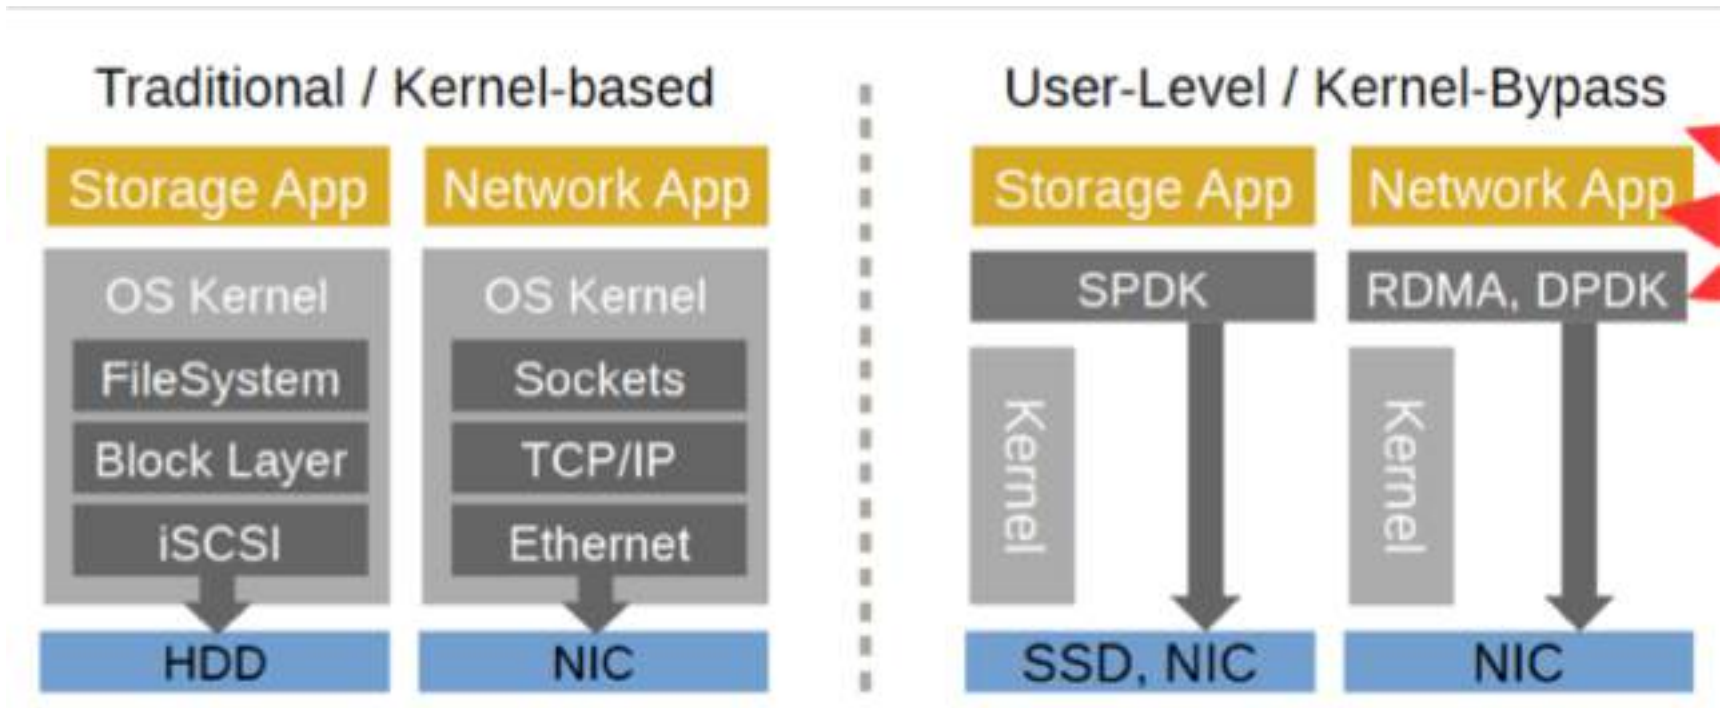 Traditional / Kernel-based
Storage App
Network App
OS Kernel
FileSystem
Block Layer
iSCSI
HDD
OS Kernel
Sockets
TCP/IP
Ethernet
NIC
User-Level / Kernel-Bypass
Storage App
Network App
SPDK
Kernel
SSD, NIC
RDMA, DPDK
Kernel
NIC